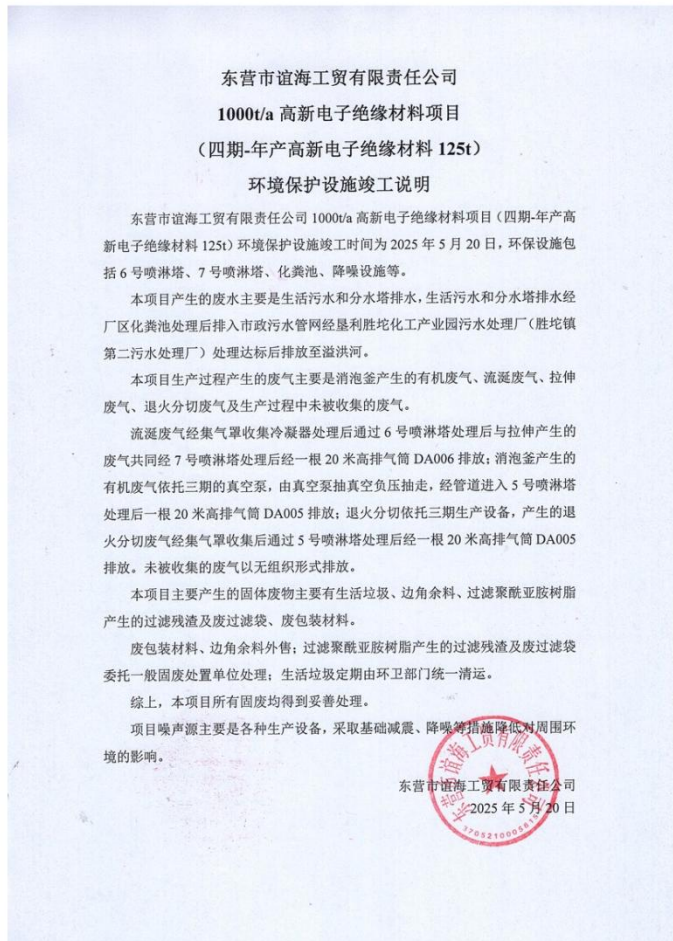 东营市谊海工贸有限责任公司
1000t/a 高新电子绝缘材料项目
（四期-年产高新电子绝缘材料 125t）
环境保护设施竣工说明
东营市谊海工贸有限责任公司 1000t/a 高新电子绝缘材料项目（四期-年产高
新电子绝缘材料 125t）环境保护设施竣工时间为 2025 年 5 月 20 日，环保设施包
括 6 号喷淋塔、7 号喷淋塔、化粪池、降噪设施等。
本项目产生的废水主要是生活污水和分水塔排水，生活污水和分水塔排水经
厂区化粪池处理后排入市政污水管网经垦利胜坨化工产业园污水处理厂（胜坨镇
第二污水处理厂）处理达标后排放至溢洪河。
本项目生产过程产生的废气主要是消泡釜产生的有机废气、流涎废气、拉伸
废气、退火分切废气及生产过程中未被收集的废气。
流涎废气经集气罩收集冷凝器处理后通过 6 号喷淋塔处理后与拉伸产生的
废气共同经 7 号喷淋塔处理后经一根 20 米高排气筒 DA006 排放；消泡釜产生的
有机废气依托三期的真空泵，由真空泵抽真空负压抽走，经管道进入 5 号喷淋塔
处理后一根 20 米高排气筒 DA005 排放；退火分切依托三期生产设备，产生的退
火分切废气经集气罩收集后通过 5 号喷淋塔处理后经一根 20 米高排气筒 DA005
排放。未被收集的废气以无组织形式排放。
本项目主要产生的固体废物主要有生活垃圾、边角余料、过滤聚酰亚胺树脂
产生的过滤残渣及废过滤袋、废包装材料。
废包装材料、边角余料外售；过滤聚酰亚胺树脂产生的过滤残渣及废过滤袋
委托一般固废处置单位处理；生活垃圾定期由环卫部门统一清运。
综上，本项目所有固废均得到妥善处理。
项目噪声源主要是各种生产设备，采取基础减震、降噪等措施降低对周围环
境的影响。
东营市谊海工贸有限责任公司
2025 年 5 月 20 日
东营市谊海工贸有限责任公司